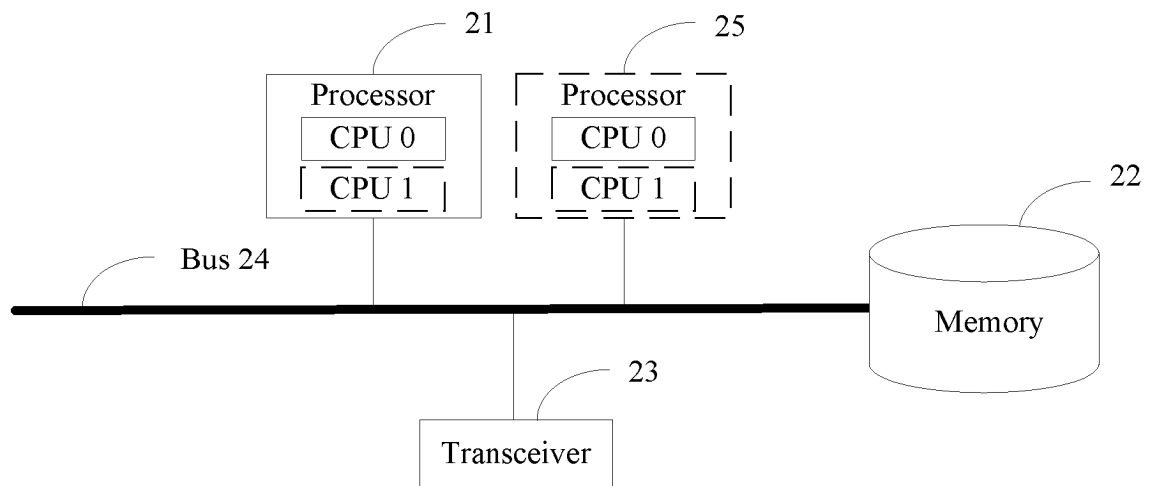 21
25
Processor
CPU 0
CPU 1
Processor
CPU 0
CPU 1
22
Bus 24
Memory
23
Transceiver